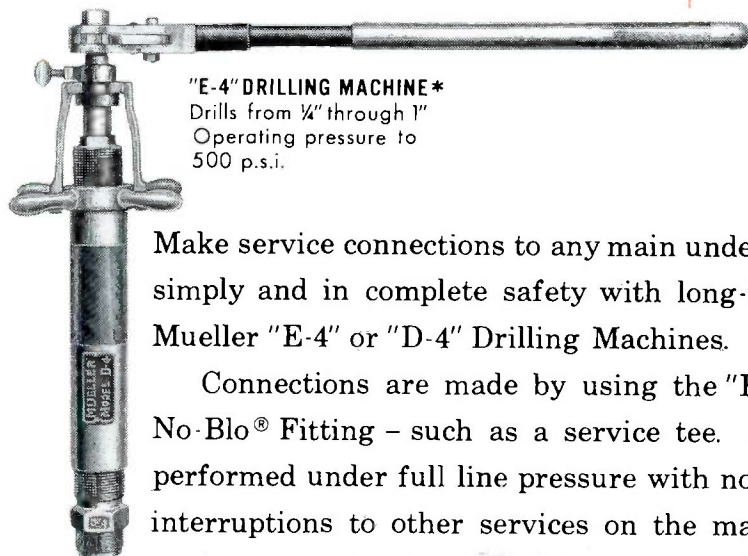 "E-4" DRILLING MACHINE*
Drills from ¼" through 1"
Operating pressure to
500 p.s.i.
MUELLER
MODEL D-4
Make service connections to any main unde
simply and in complete safety with long-
Mueller "E-4" or "D-4" Drilling Machines.
Connections are made by using the "E
No-Blo® Fitting – such as a service tee.
performed under full line pressure with no
interruptions to other services on the ma